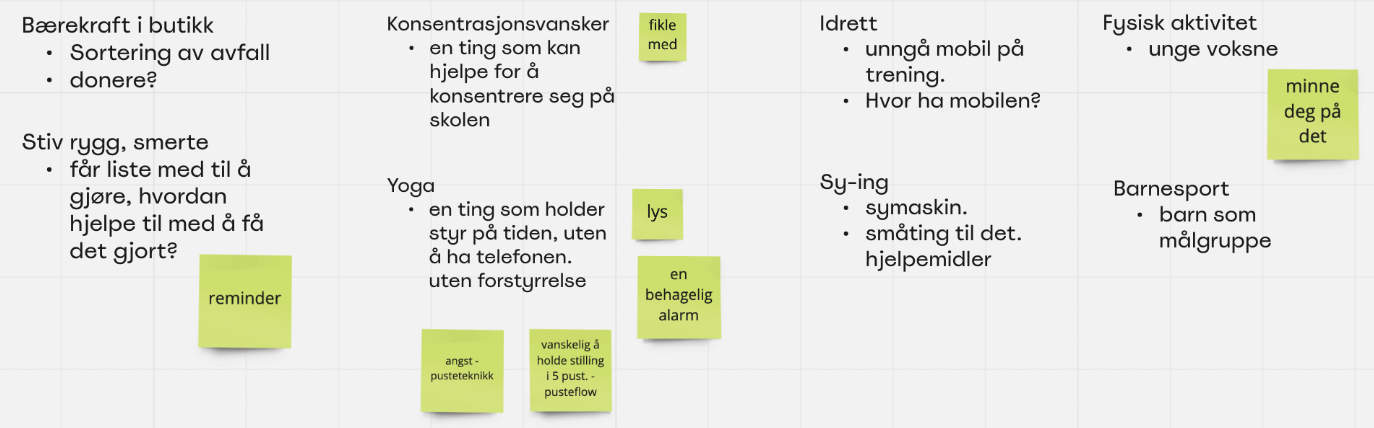 Bærekraft i butikk
• Sortering av avfall
• donere?
Stiv rygg, smerte
• får liste med til å
gjøre, hvordan
hjelpe til med å få
det gjort?
reminder
Konsentrasjonsvansker
• en ting som kan
hjelpe for å
konsentrere seg på
skolen
fikle
med
Yoga
• en ting som holder
styr på tiden, uten
å ha telefonen.
uten forstyrrelse
lys
en
behagelig
alarm
angst -
pusteteknikk
vanskelig å
holde stilling
i 5 pust. -
pusteflow
Idrett
• unngå mobil på
trening.
• Hvor ha mobilen?
Sy-ing
• symaskin.
• småting til det.
hjelpemidler
Fysisk aktivitet
• unge voksne
minne
deg på
det
Barnesport
• barn som
målgruppe